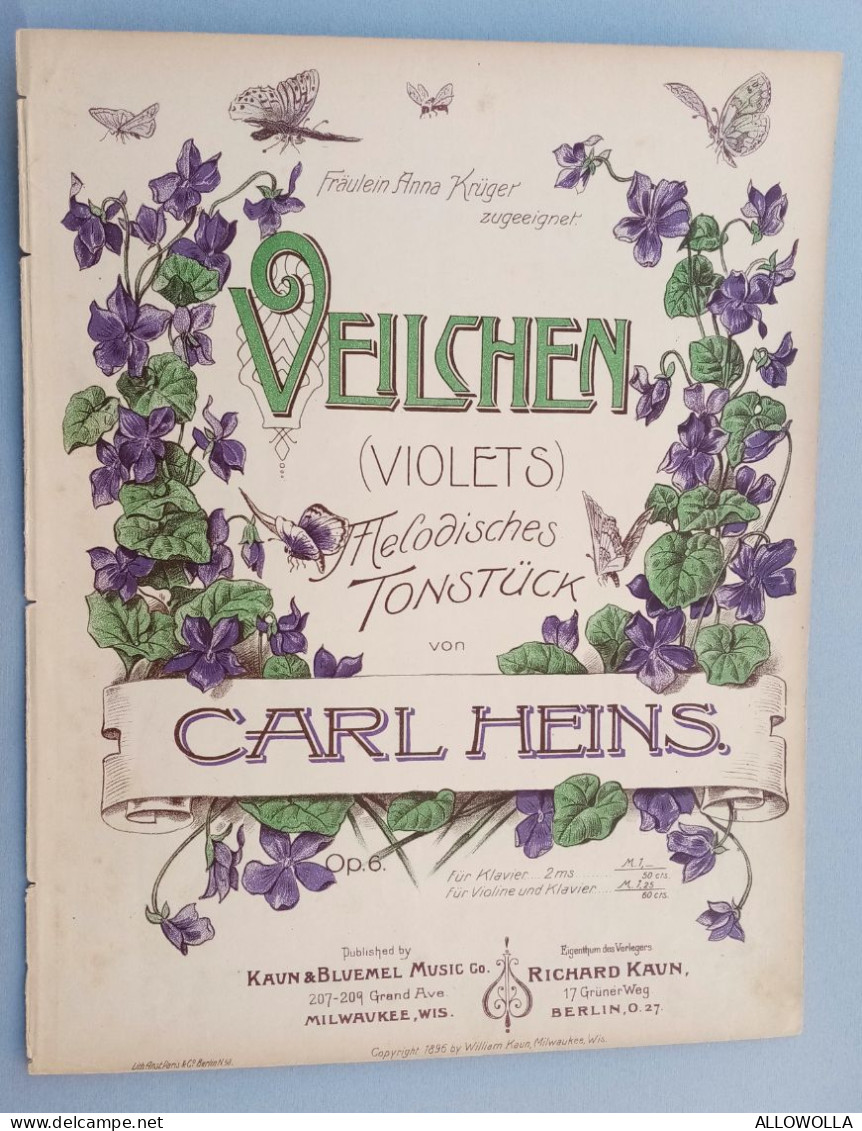 Fräulein Anna Krüger
zugeeignet.
VEILCHEN
(VIOLETS)
Melodisches
TONSTÜCK
von
CARL HEINS.
Op. 6.
für Klavier.... 2ms ........ M. 1,—
50 cts.
für Violine und Klavier.... M. 1,25
60 cts.
Published by
KAUN & BLUEMEL MUSIC CO.
207-209 Grand Ave.
MILWAUKEE, WIS.
Eigenthum des Verlegers
RICHARD KAUN,
17 Grüner Weg
BERLIN, O. 27.
Copyright 1896 by William Kaun, Milwaukee, Wis.
delcampe.net
ALLOWOLLA